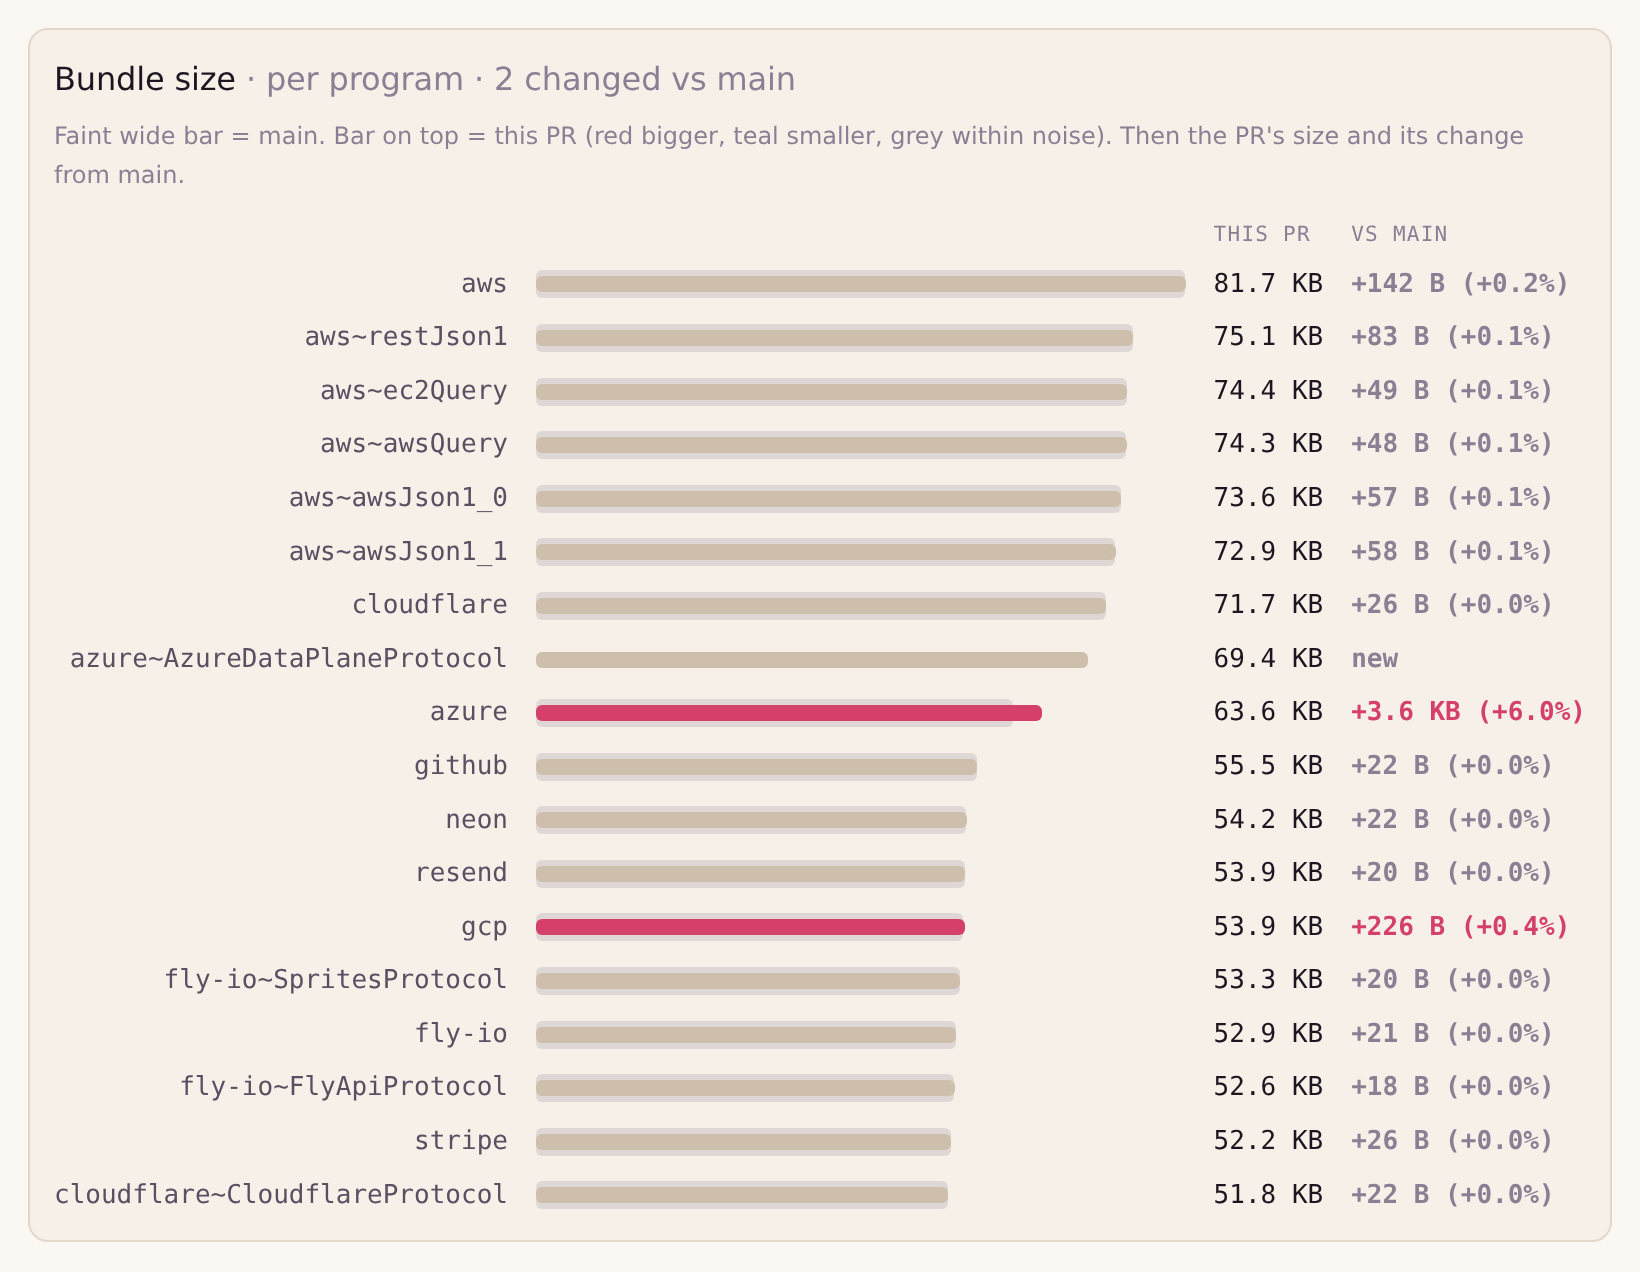 Bundle size · per program · 2 changed vs main
Faint wide bar = main. Bar on top = this PR (red bigger, teal smaller, grey within noise). Then the PR's size and its change
from main.
THIS PR VS MAIN
aws 81.7 KB +142 B (+0.2%)
aws~restJson1 75.1 KB +83 B (+0.1%)
aws~ec2Query 74.4 KB +49 B (+0.1%)
aws~awsQuery 74.3 KB +48 B (+0.1%)
aws~awsJson1_0 73.6 KB +57 B (+0.1%)
aws~awsJson1_1 72.9 KB +58 B (+0.1%)
cloudflare 71.7 KB +26 B (+0.0%)
azure~AzureDataPlaneProtocol 69.4 KB new
azure 63.6 KB +3.6 KB (+6.0%)
github 55.5 KB +22 B (+0.0%)
neon 54.2 KB +22 B (+0.0%)
resend 53.9 KB +20 B (+0.0%)
gcp 53.9 KB +226 B (+0.4%)
fly-io~SpritesProtocol 53.3 KB +20 B (+0.0%)
fly-io 52.9 KB +21 B (+0.0%)
fly-io~FlyApiProtocol 52.6 KB +18 B (+0.0%)
stripe 52.2 KB +26 B (+0.0%)
cloudflare~CloudflareProtocol 51.8 KB +22 B (+0.0%)